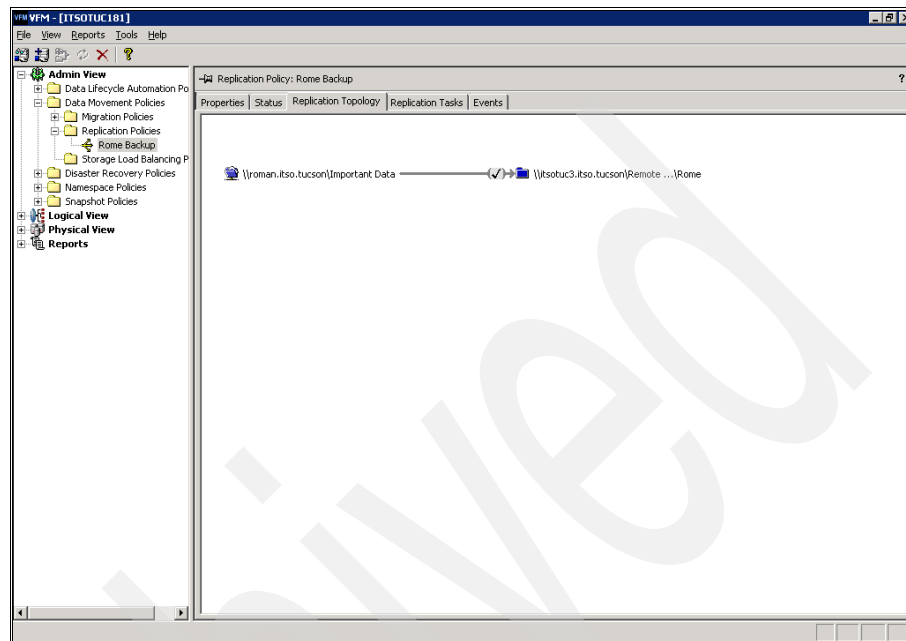 VFM VFM - [ITSOTUC181]
File View Reports Tools Help
Admin View
Data Lifecycle Automation Po
Data Movement Policies
Migration Policies
Replication Policies
Rome Backup
Storage Load Balancing P
Disaster Recovery Policies
Namespace Policies
Snapshot Policies
Logical View
Physical View
Reports
Replication Policy: Rome Backup ?
Properties Status Replication Topology Replication Tasks Events
\\roman.itso.tucson\Important Data \\itsotuc3.itso.tucson\Remote ...\Rome
hived